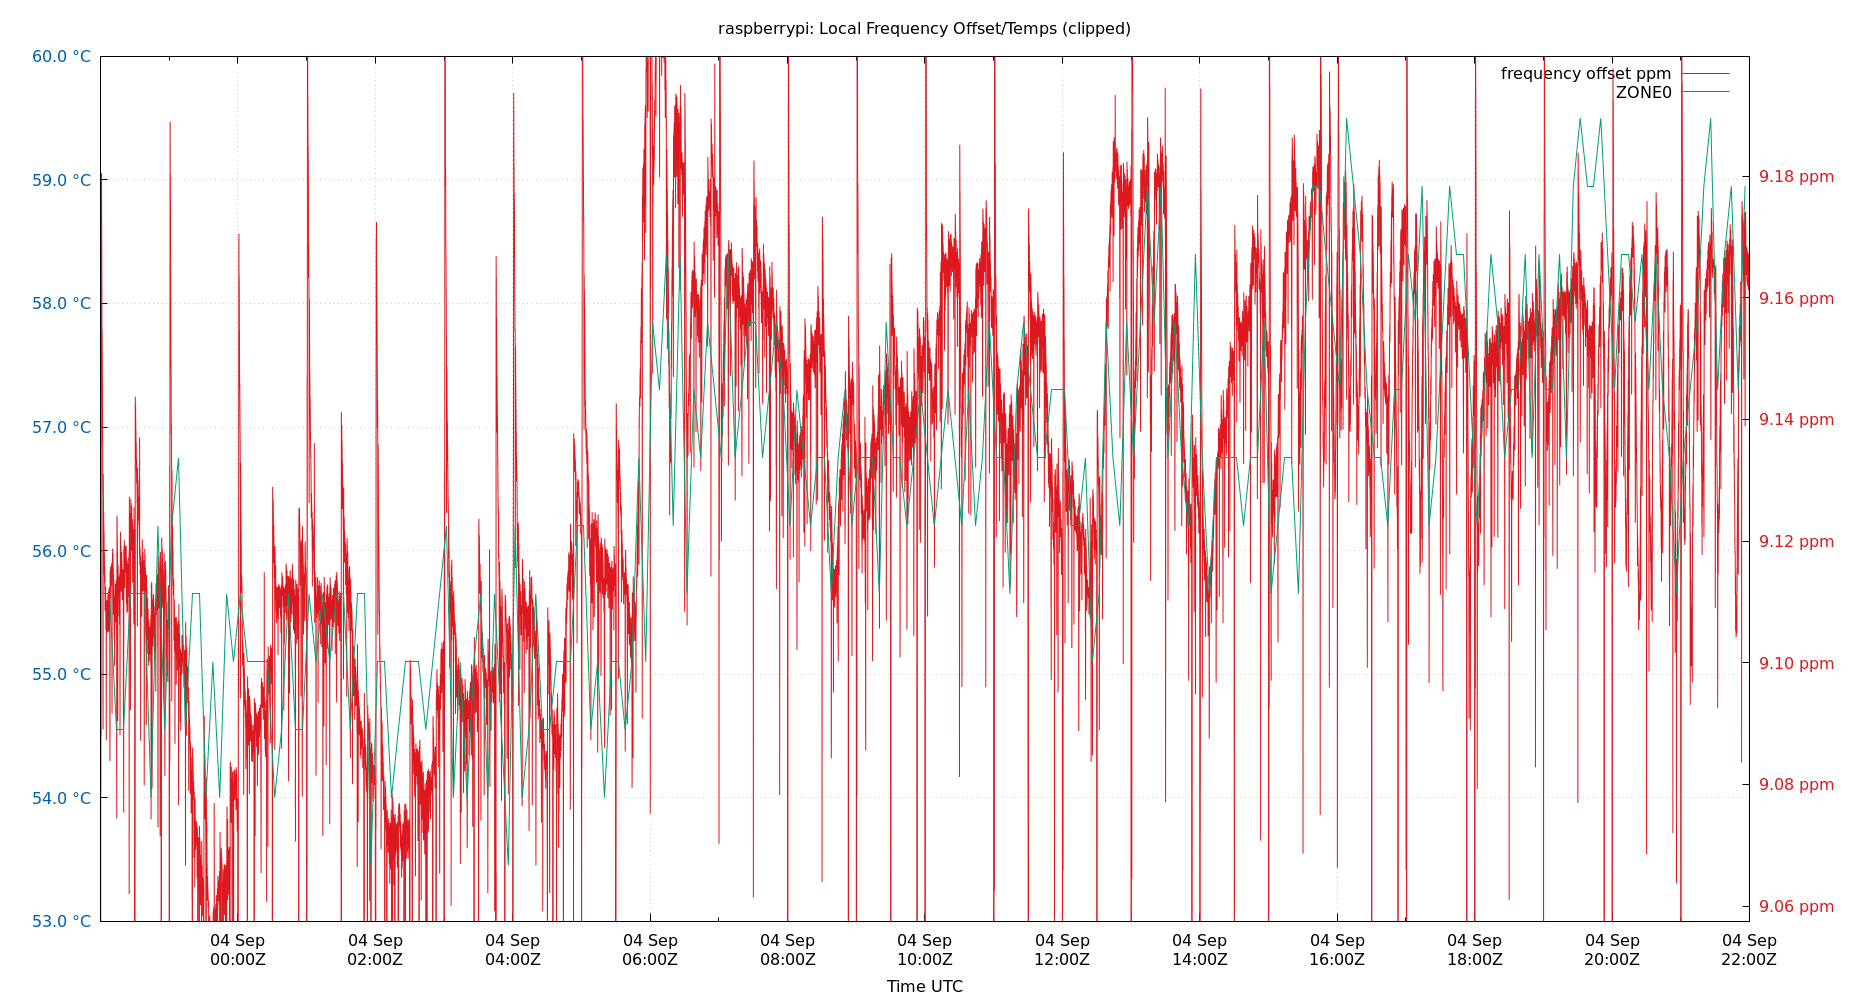 raspberrypi: Local Frequency Offset/Temps (clipped)
frequency offset ppm
ZONE0
60.0 °C
59.0 °C
58.0 °C
57.0 °C
56.0 °C
55.0 °C
54.0 °C
53.0 °C
9.18 ppm
9.16 ppm
9.14 ppm
9.12 ppm
9.10 ppm
9.08 ppm
9.06 ppm
04 Sep
00:00Z
04 Sep
02:00Z
04 Sep
04:00Z
04 Sep
06:00Z
04 Sep
08:00Z
04 Sep
10:00Z
04 Sep
12:00Z
04 Sep
14:00Z
04 Sep
16:00Z
04 Sep
18:00Z
04 Sep
20:00Z
04 Sep
22:00Z
Time UTC